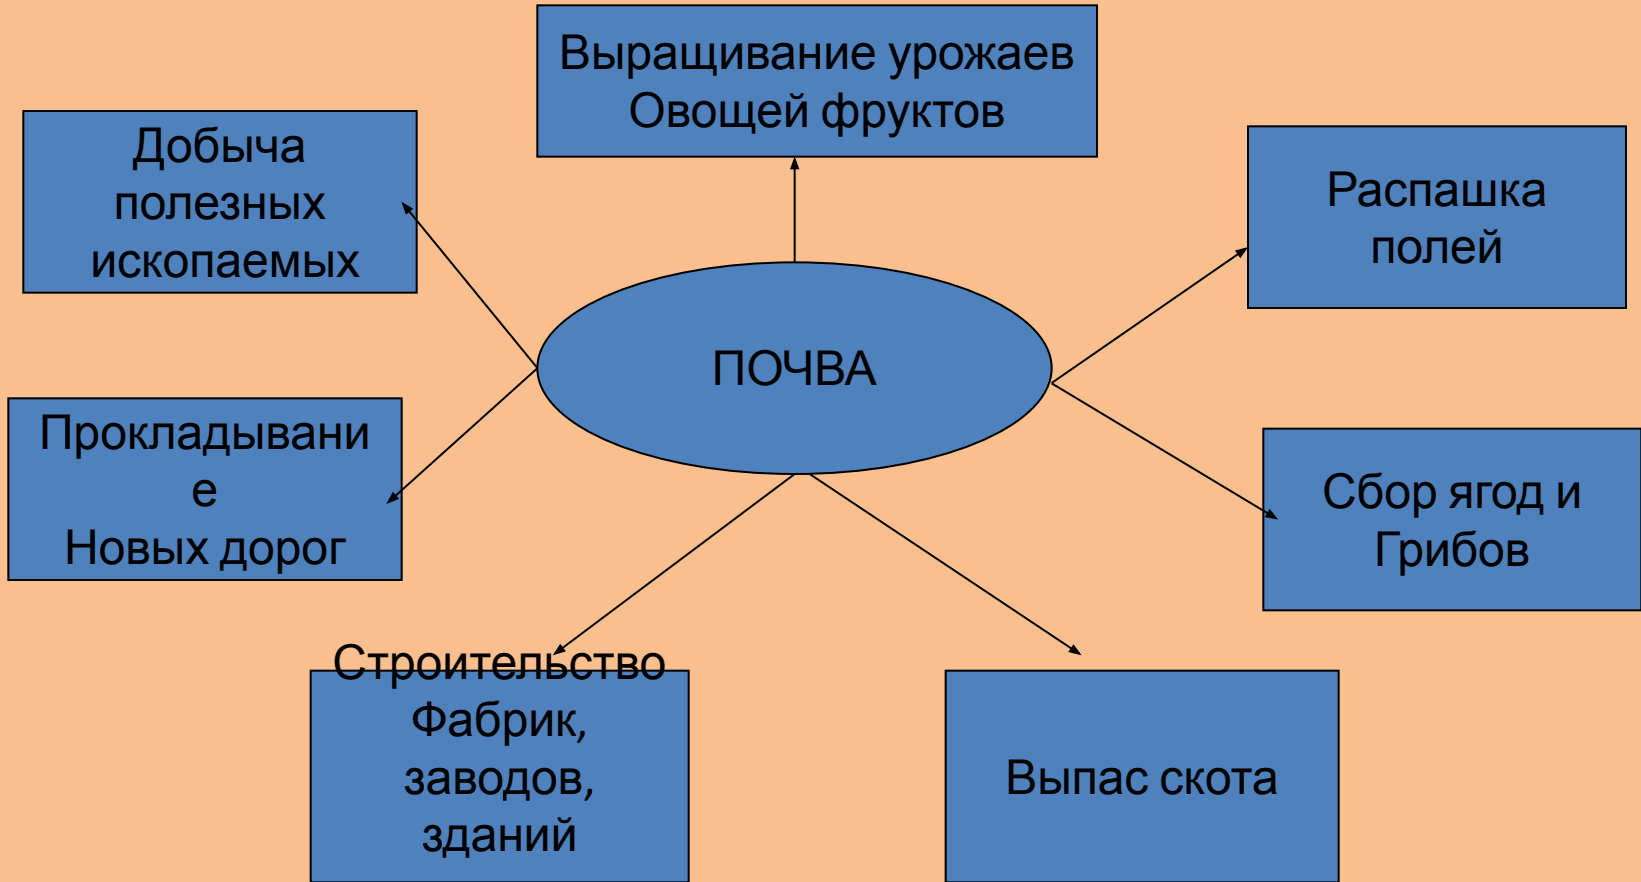 Выращивание урожаев
Овощей фруктов
Добыча
полезных
ископаемых
Распашка
полей
ПОЧВА
Прокладывани
е
Новых дорог
Сбор ягод и
Грибов
Строительство
Фабрик,
заводов,
зданий
Выпас скота